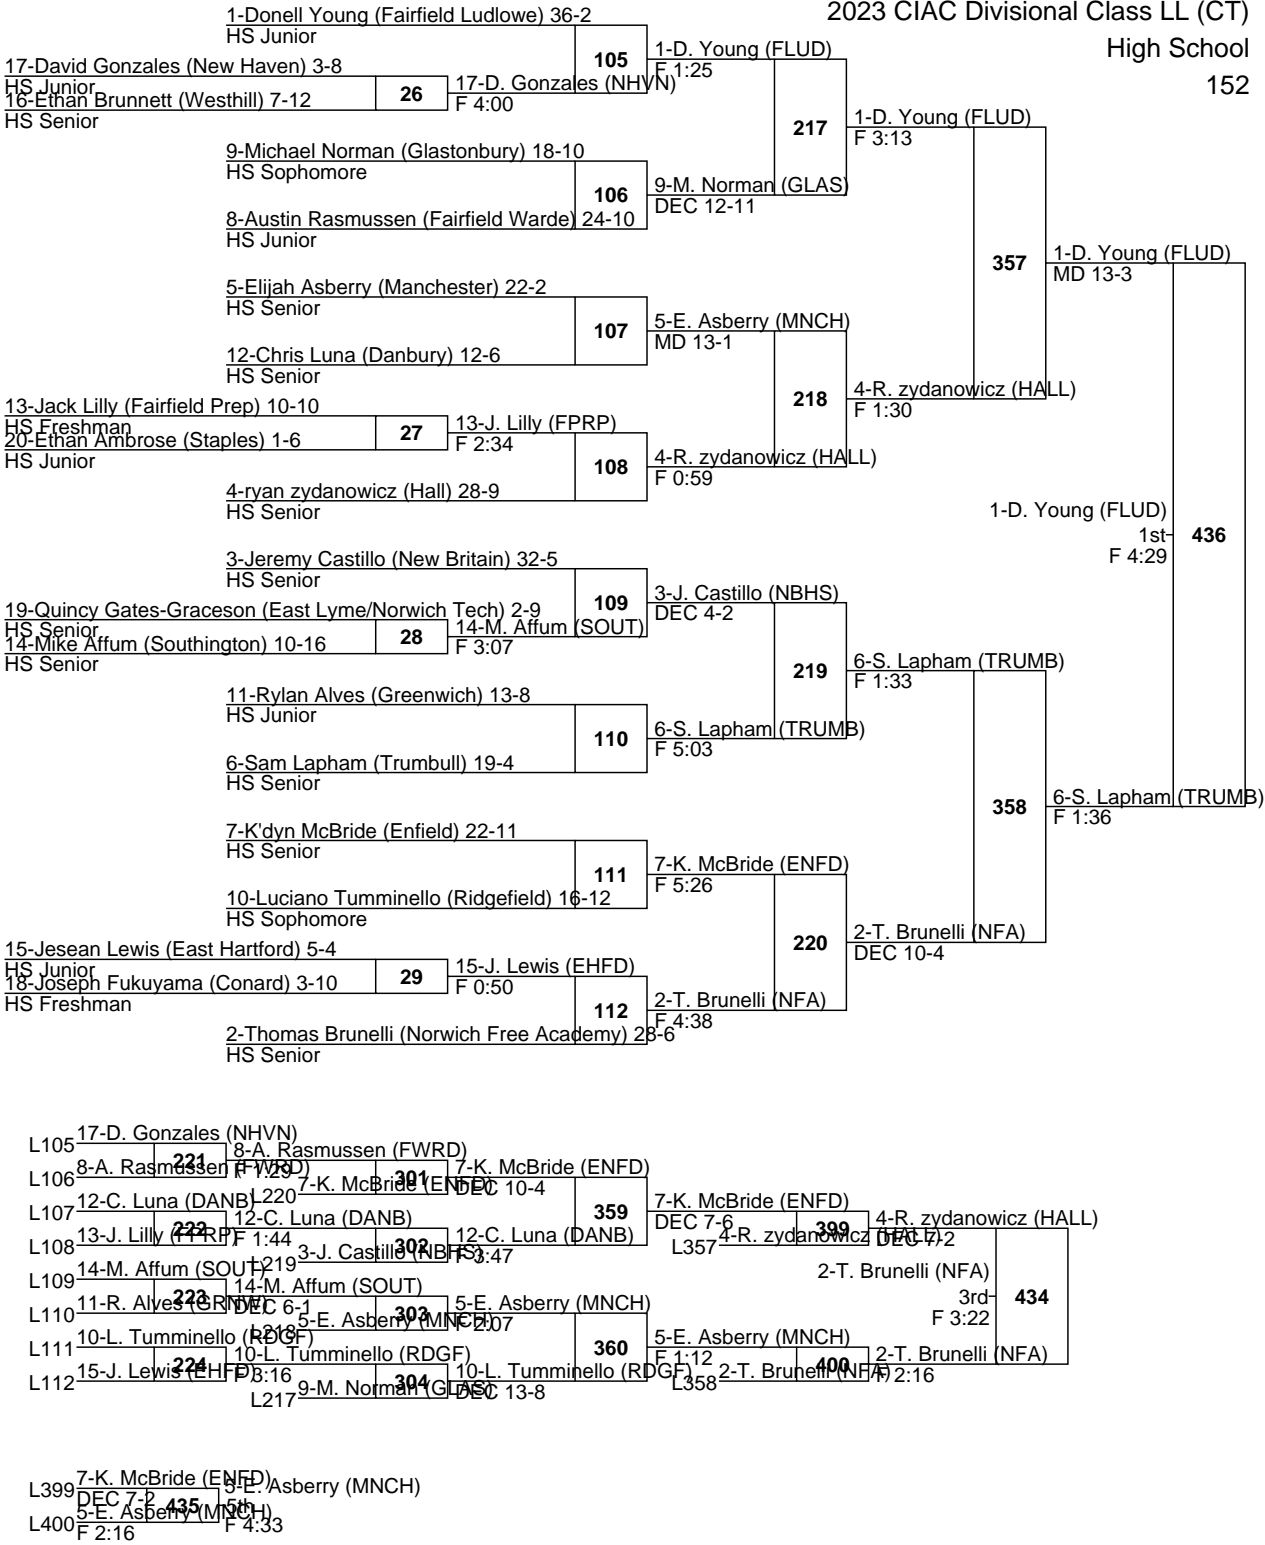 2023 CIAC Divisional Class LL (CT)
High School
152
1-Donell Young (Fairfield Ludlowe) 36-2
HS Junior
105
1-D. Young (FLUD)
F 1:25
17-David Gonzales (New Haven) 3-8
HS Junior
26
17-D. Gonzales (NHVN)
F 4:00
16-Ethan Brunnett (Westhill) 7-12
HS Senior
217
1-D. Young (FLUD)
F 3:13
9-Michael Norman (Glastonbury) 18-10
HS Sophomore
106
9-M. Norman (GLAS)
DEC 12-11
8-Austin Rasmussen (Fairfield Warde) 24-10
HS Junior
357
1-D. Young (FLUD)
MD 13-3
5-Elijah Asberry (Manchester) 22-2
HS Senior
107
5-E. Asberry (MNCH)
MD 13-1
12-Chris Luna (Danbury) 12-6
HS Senior
218
4-R. zydanowicz (HALL)
F 1:30
13-Jack Lilly (Fairfield Prep) 10-10
HS Freshman
27
13-J. Lilly (FPRP)
F 2:34
20-Ethan Ambrose (Staples) 1-6
HS Junior
108
4-R. zydanowicz (HALL)
F 0:59
4-ryan zydanowicz (Hall) 28-9
HS Senior
1-D. Young (FLUD)
1st
436
F 4:29
3-Jeremy Castillo (New Britain) 32-5
HS Senior
109
3-J. Castillo (NBHS)
DEC 4-2
19-Quincy Gates-Graceson (East Lyme/Norwich Tech) 2-9
HS Senior
28
14-M. Affum (SOUT)
F 3:07
14-Mike Affum (Southington) 10-16
HS Senior
219
6-S. Lapham (TRUMB)
F 1:33
11-Rylan Alves (Greenwich) 13-8
HS Junior
110
6-S. Lapham (TRUMB)
F 5:03
6-Sam Lapham (Trumbull) 19-4
HS Senior
358
6-S. Lapham (TRUMB)
F 1:36
7-K'dyn McBride (Enfield) 22-11
HS Senior
111
7-K. McBride (ENFD)
F 5:26
10-Luciano Tumminello (Ridgefield) 16-12
HS Sophomore
220
2-T. Brunelli (NFA)
DEC 10-4
15-Jesean Lewis (East Hartford) 5-4
HS Junior
29
15-J. Lewis (EHFD)
F 0:50
18-Joseph Fukuyama (Conard) 3-10
HS Freshman
112
2-T. Brunelli (NFA)
F 4:38
2-Thomas Brunelli (Norwich Free Academy) 28-6
HS Senior
L105
17-D. Gonzales (NHVN)
221
8-A. Rasmussen (FWRD)
F 1:29
L106
8-A. Rasmussen (FWRD)
301
7-K. McBride (ENFD)
DEC 10-4
L220
7-K. McBride (ENFD)
L107
12-C. Luna (DANB)
222
12-C. Luna (DANB)
F 1:44
L108
13-J. Lilly (FPRP)
302
12-C. Luna (DANB)
F 3:47
L219
3-J. Castillo (NBHS)
359
7-K. McBride (ENFD)
DEC 7-6
399
4-R. zydanowicz (HALL)
DEC 7-2
L357
4-R. zydanowicz (HALL)
L109
14-M. Affum (SOUT)
223
14-M. Affum (SOUT)
DEC 6-1
L110
11-R. Alves (GRNW)
303
5-E. Asberry (MNCH)
F 2:07
L218
5-E. Asberry (MNCH)
2-T. Brunelli (NFA)
3rd
434
F 3:22
L111
10-L. Tumminello (RDGF)
224
10-L. Tumminello (RDGF)
F 3:16
L112
15-J. Lewis (EHFD)
304
10-L. Tumminello (RDGF)
DEC 13-8
L217
9-M. Norman (GLAS)
360
5-E. Asberry (MNCH)
F 1:12
400
2-T. Brunelli (NFA)
F 2:16
L358
2-T. Brunelli (NFA)
L399
7-K. McBride (ENFD)
DEC 7-2
435
5-E. Asberry (MNCH)
5th
F 4:33
L400
5-E. Asberry (MNCH)
F 2:16